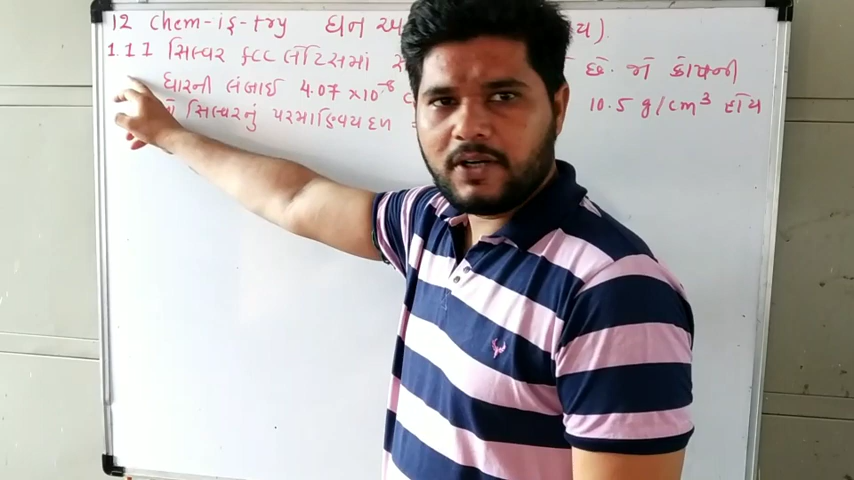 12 chem-is-try ઘન અ ય).
1.11 સિલ્વર fcc લૅટિસમાં છે. જો કોષની
ધારની લંબાઈ 4.07 ×10⁻⁸ c 10.5 g/cm³ હોય
તો સિલ્વરનું પરમાણ્વિય દળ